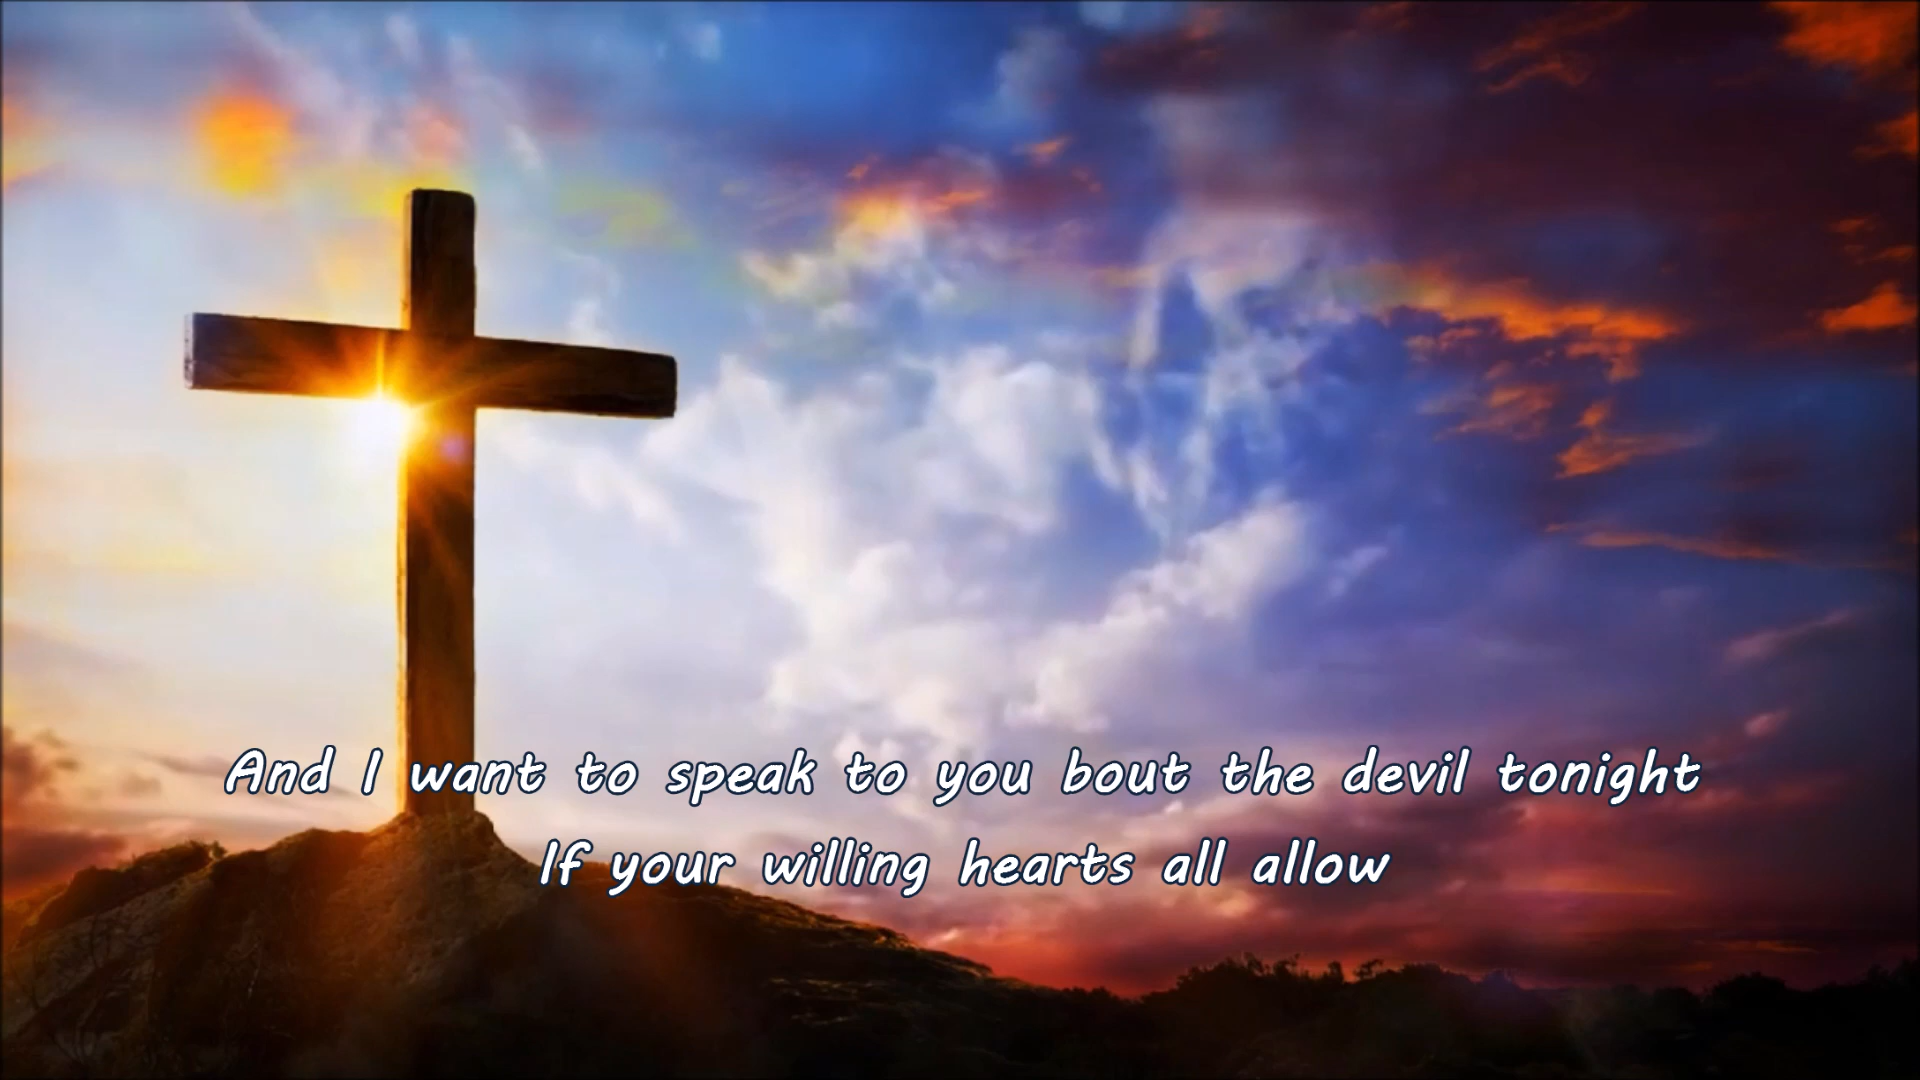 And I want to speak to you bout the devil tonight
If your willing hearts all allow